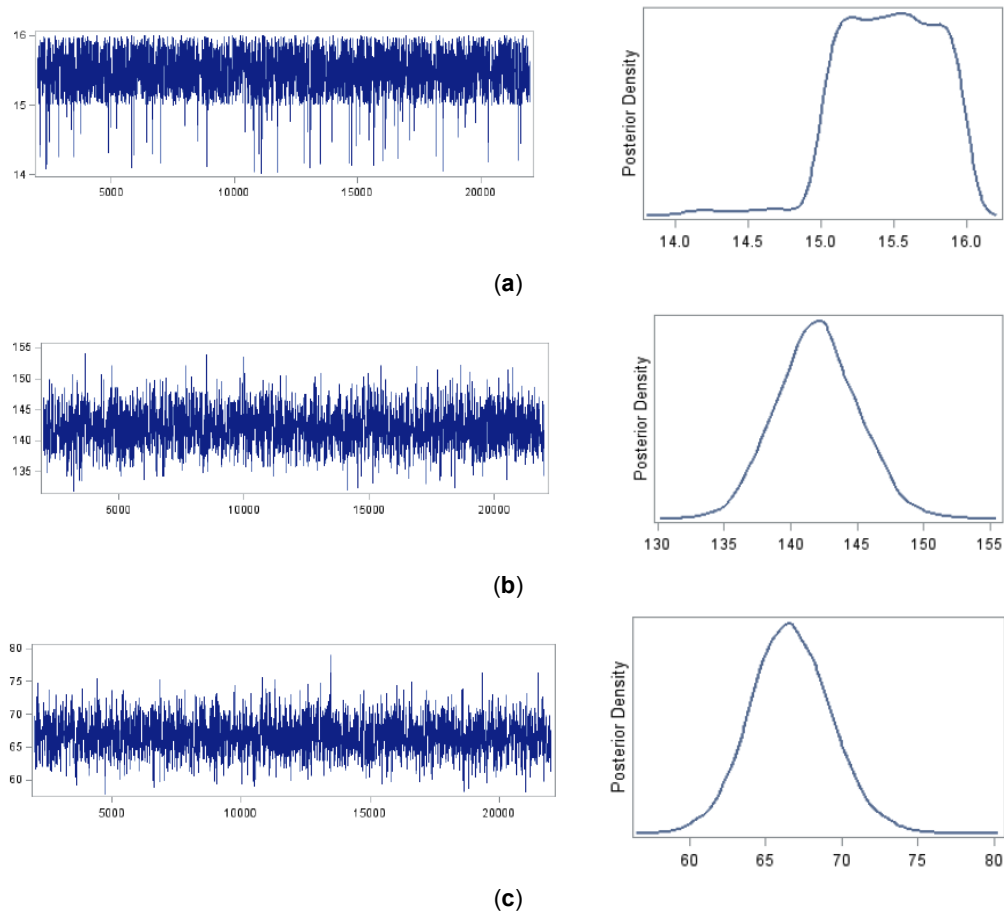 16
15
14
5000 10000 15000 20000
Posterior Density
14.0 14.5 15.0 15.5 16.0
(a)
155
150
145
140
135
5000 10000 15000 20000
Posterior Density
130 135 140 145 150 155
(b)
80
75
70
65
60
5000 10000 15000 20000
Posterior Density
60 65 70 75 80
(c)